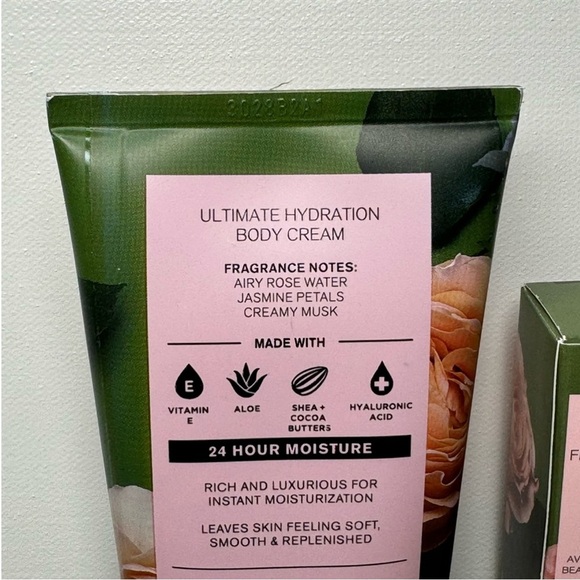 ULTIMATE HYDRATION
BODY CREAM
FRAGRANCE NOTES:
AIRY ROSE WATER
JASMINE PETALS
CREAMY MUSK
MADE WITH
E
VITAMIN
E
ALOE
SHEA +
COCOA
BUTTERS
HYALURONIC
ACID
24 HOUR MOISTURE
RICH AND LUXURIOUS FOR
INSTANT MOISTURIZATION
LEAVES SKIN FEELING SOFT,
SMOOTH & REPLENISHED